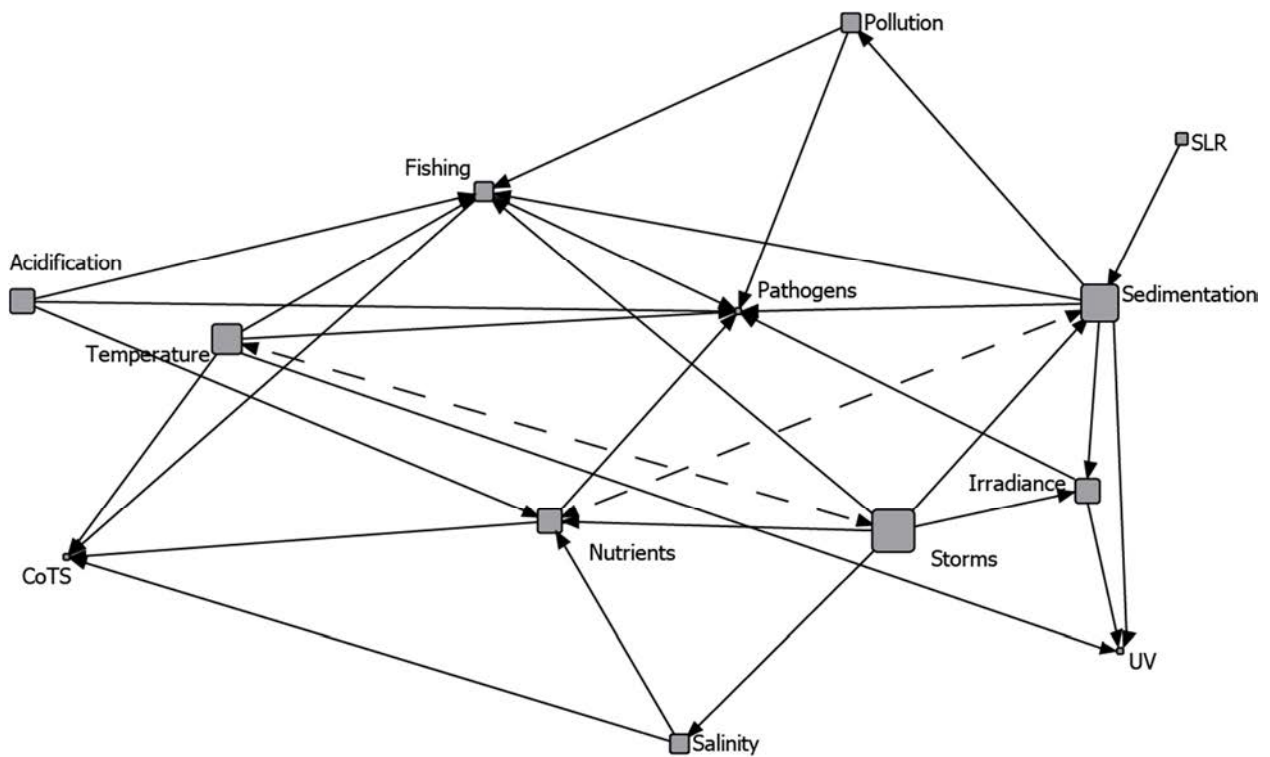 Pollution
SLR
Fishing
Acidification
Pathogens
Sedimentation
Temperature
Irradiance
Nutrients
Storms
CoTS
UV
Salinity